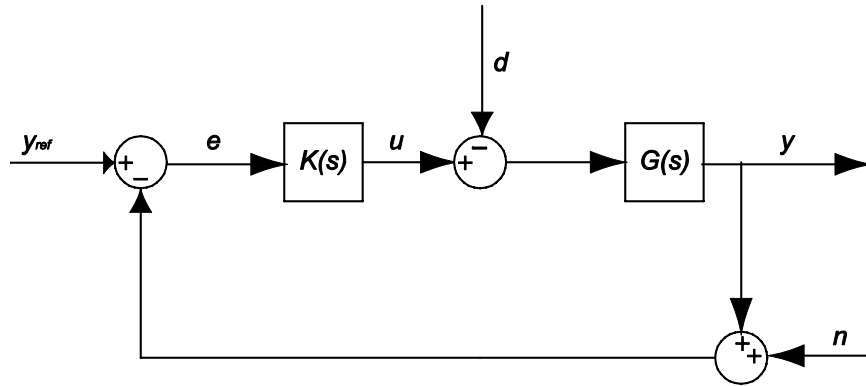 d
y_ref
+
−
e
K(s)
u
+
−
G(s)
y
+
+
n